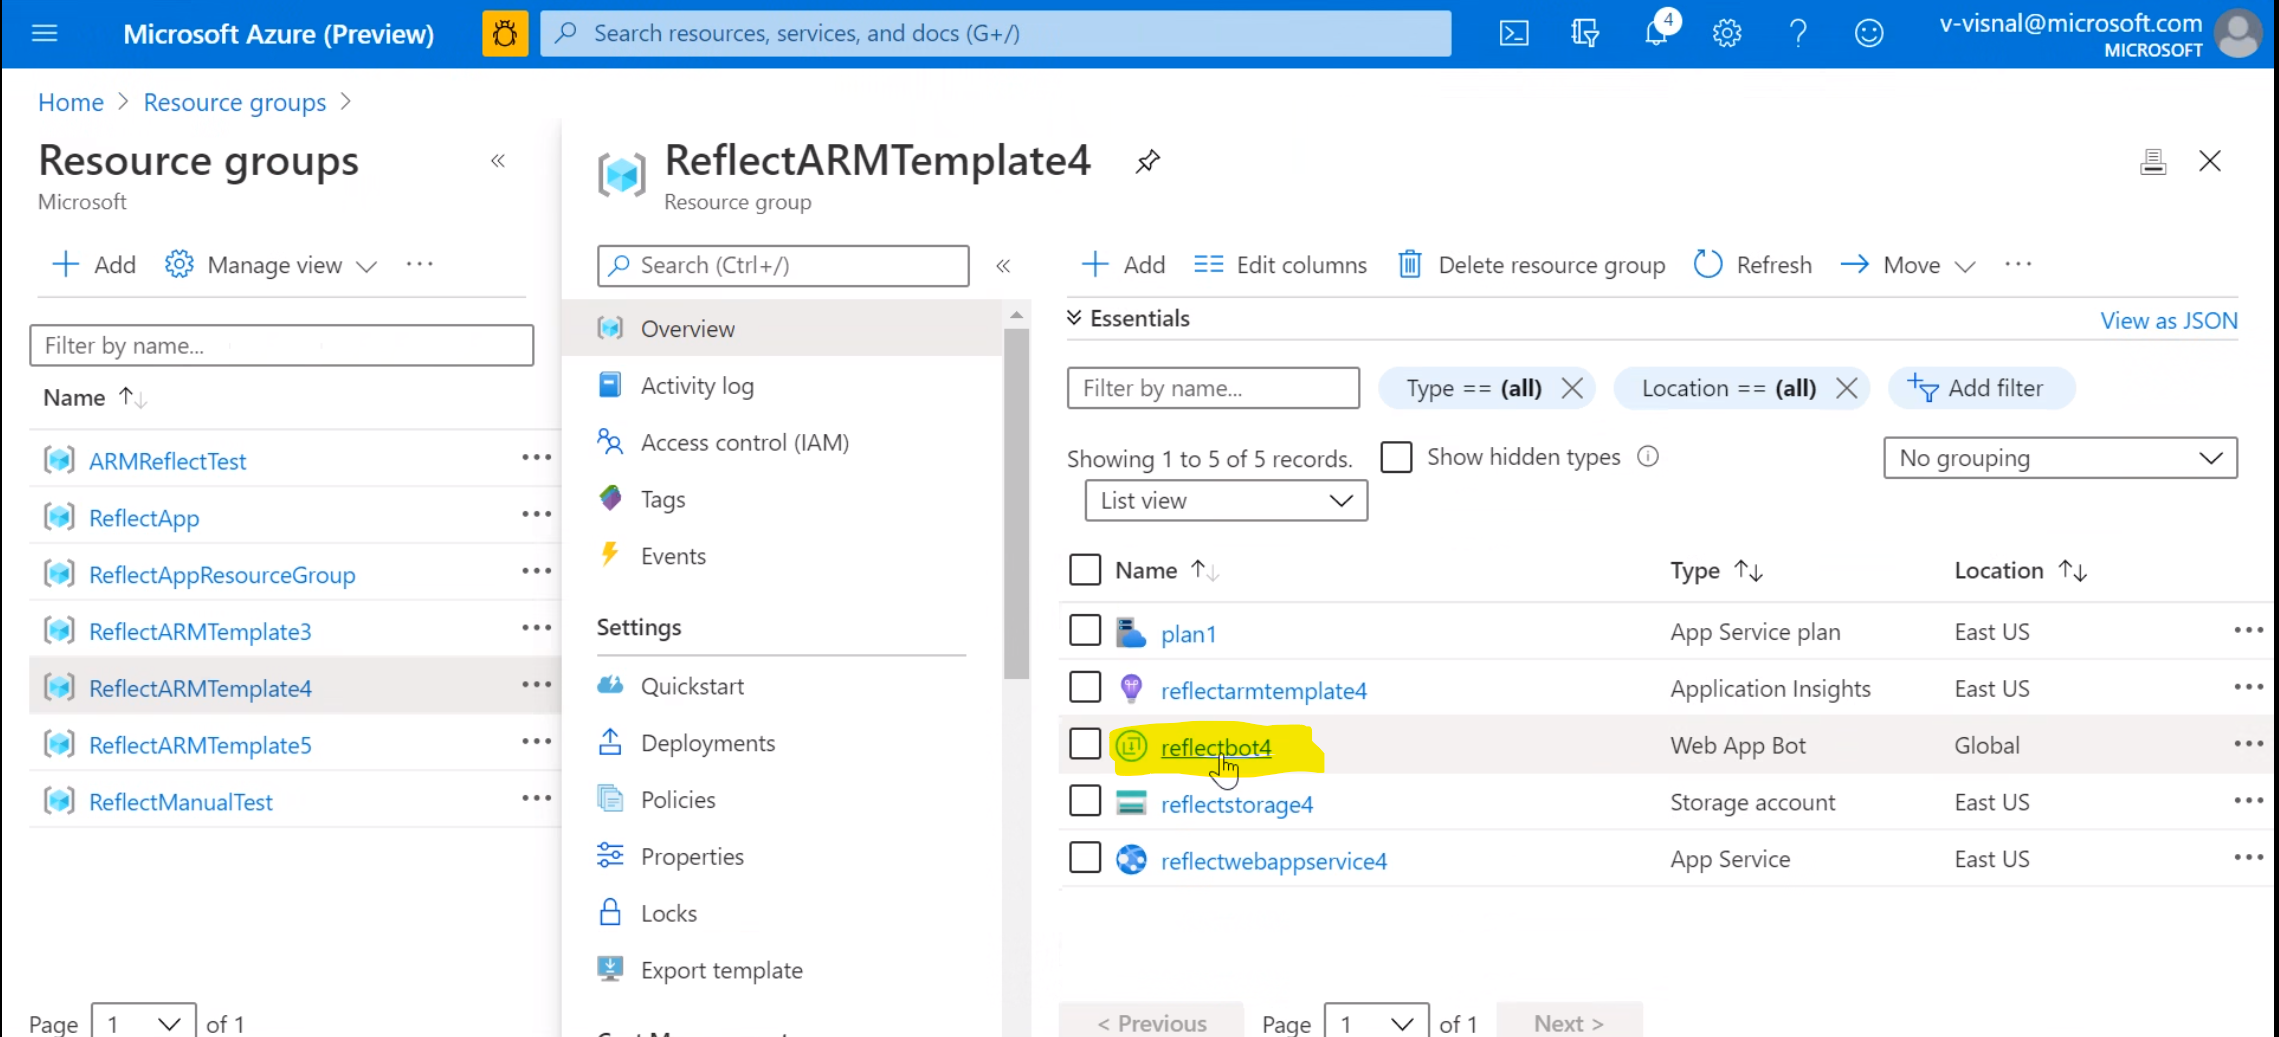 Microsoft Azure (Preview)
Search resources, services, and docs (G+/)
4
v-visnal@microsoft.com
MICROSOFT
Home > Resource groups >
Resource groups
Microsoft
Add
Manage view
Filter by name...
Name
ARMReflectTest
ReflectApp
ReflectAppResourceGroup
ReflectARMTemplate3
ReflectARMTemplate4
ReflectARMTemplate5
ReflectManualTest
Page 1 of 1
ReflectARMTemplate4
Resource group
Search (Ctrl+/)
Overview
Activity log
Access control (IAM)
Tags
Events
Settings
Quickstart
Deployments
Policies
Properties
Locks
Export template
Add Edit columns Delete resource group Refresh Move
Essentials
View as JSON
Filter by name...
Type == (all)
Location == (all)
Add filter
Showing 1 to 5 of 5 records.
Show hidden types
No grouping
List view
Name Type Location
plan1 App Service plan East US
reflectarmtemplate4 Application Insights East US
reflectbot4 Web App Bot Global
reflectstorage4 Storage account East US
reflectwebappservice4 App Service East US
< Previous Page 1 of 1 Next >